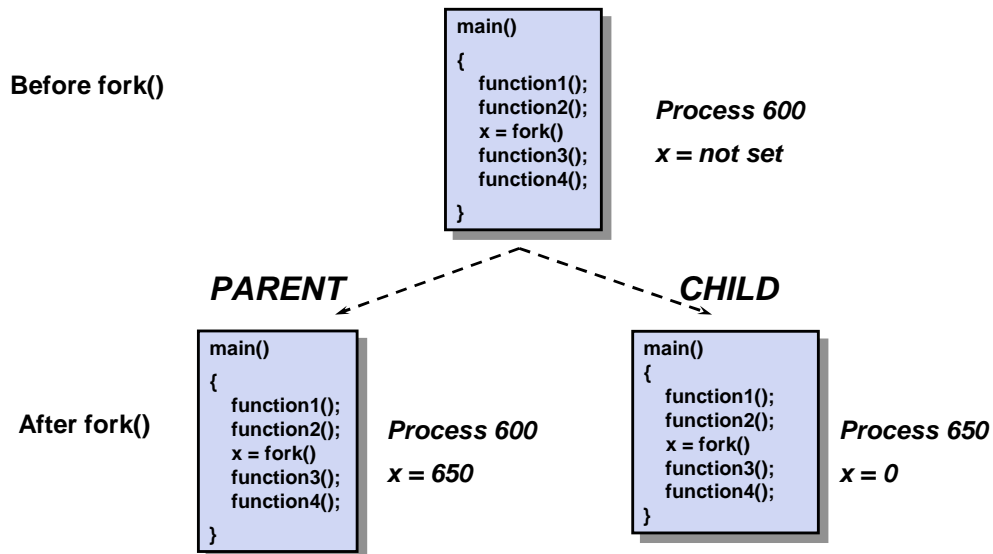 Before fork()
main()
{
function1();
function2();
x = fork()
function3();
function4();
}
Process 600
x = not set
PARENT
CHILD
After fork()
main()
{
function1();
function2();
x = fork()
function3();
function4();
}
Process 600
x = 650
main()
{
function1();
function2();
x = fork()
function3();
function4();
}
Process 650
x = 0